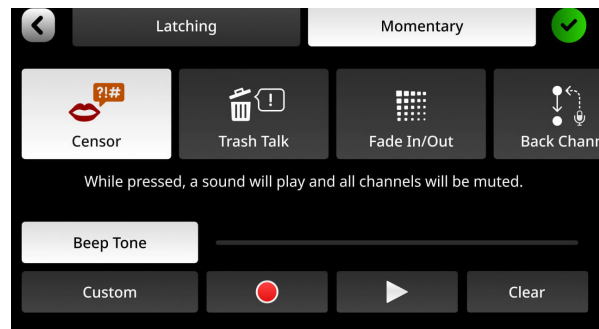 Latching
Momentary
?!#
!
Censor
Trash Talk
Fade In/Out
Back Chann
While pressed, a sound will play and all channels will be muted.
Beep Tone
Custom
Clear